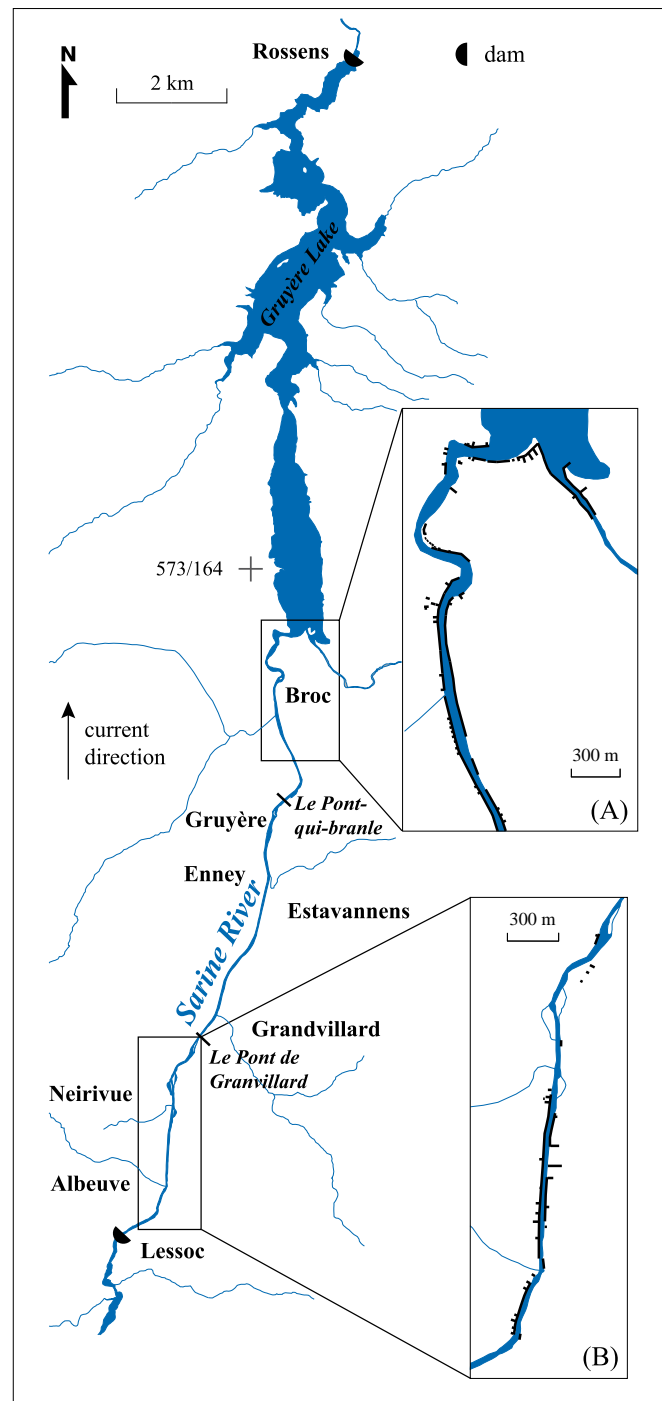 Rossens
dam
N
2 km
Gruyère Lake
573/164
Broc
current
direction
300 m
(A)
Le Pont-
qui-branle
Gruyère
Enney
Estavannens
Sarine River
300 m
Grandvillard
Le Pont de
Granvillard
Neirivue
Albeuve
Lessoc
(B)